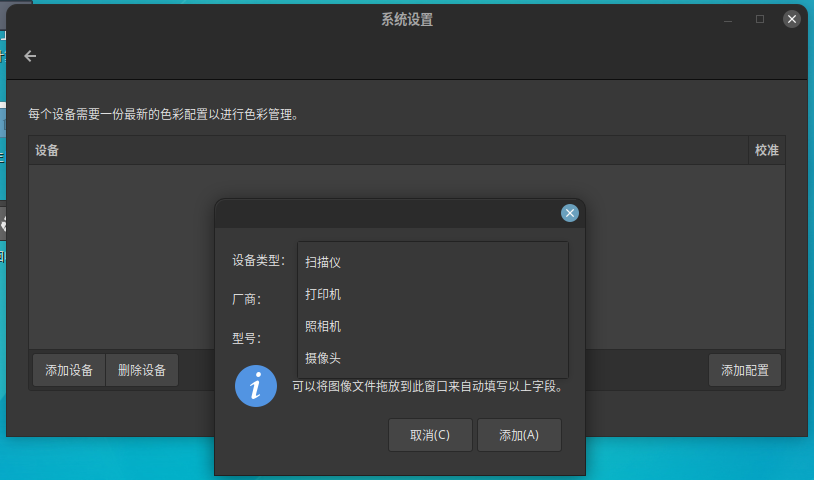 系统设置
每个设备需要一份最新的色彩配置以进行色彩管理。
设备 校准
设备类型: 扫描仪
打印机
厂商:
照相机
型号:
摄像头
可以将图像文件拖放到此窗口来自动填写以上字段。
添加设备 删除设备 添加配置
取消(C) 添加(A)